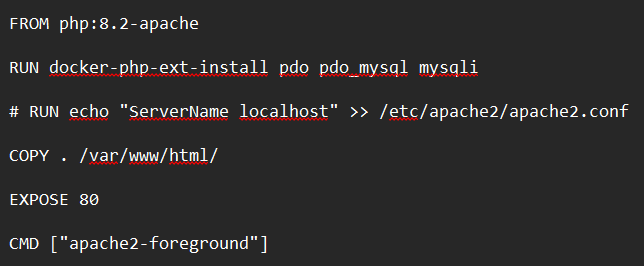 FROM php:8.2-apache
RUN docker-php-ext-install pdo pdo_mysql mysqli
# RUN echo "ServerName localhost" >> /etc/apache2/apache2.conf
COPY . /var/www/html/
EXPOSE 80
CMD ["apache2-foreground"]